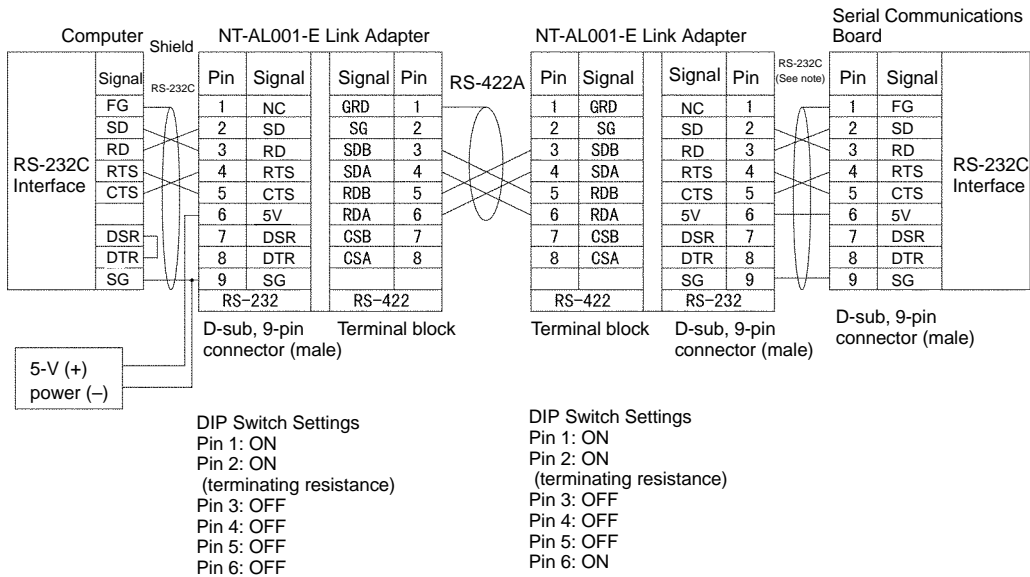 Serial Communications
Board
Computer
Shield
NT-AL001-E Link Adapter
NT-AL001-E Link Adapter
RS-232C
Interface
Signal
FG
SD
RD
RTS
CTS
DSR
DTR
SG
RS-232C
Pin Signal
1 NC
2 SD
3 RD
4 RTS
5 CTS
6 5V
7 DSR
8 DTR
9 SG
RS-232
Signal Pin
GRD 1
SG 2
SDB 3
SDA 4
RDB 5
RDA 6
CSB 7
CSA 8
RS-422
RS-422A
Pin Signal
1 GRD
2 SG
3 SDB
4 SDA
5 RDB
6 RDA
7 CSB
8 CSA
RS-422
Signal Pin
NC 1
SD 2
RD 3
RTS 4
CTS 5
5V 6
DSR 7
DTR 8
SG 9
RS-232
RS-232C
(See note)
Pin Signal
1 FG
2 SD
3 RD
4 RTS
5 CTS
6 5V
7 DSR
8 DTR
9 SG
RS-232C
Interface
D-sub, 9-pin
connector (male)
Terminal block
Terminal block
D-sub, 9-pin
connector (male)
D-sub, 9-pin
connector (male)
5-V (+)
power (–)
DIP Switch Settings
Pin 1: ON
Pin 2: ON
(terminating resistance)
Pin 3: OFF
Pin 4: OFF
Pin 5: OFF
Pin 6: OFF
DIP Switch Settings
Pin 1: ON
Pin 2: ON
(terminating resistance)
Pin 3: OFF
Pin 4: OFF
Pin 5: OFF
Pin 6: ON